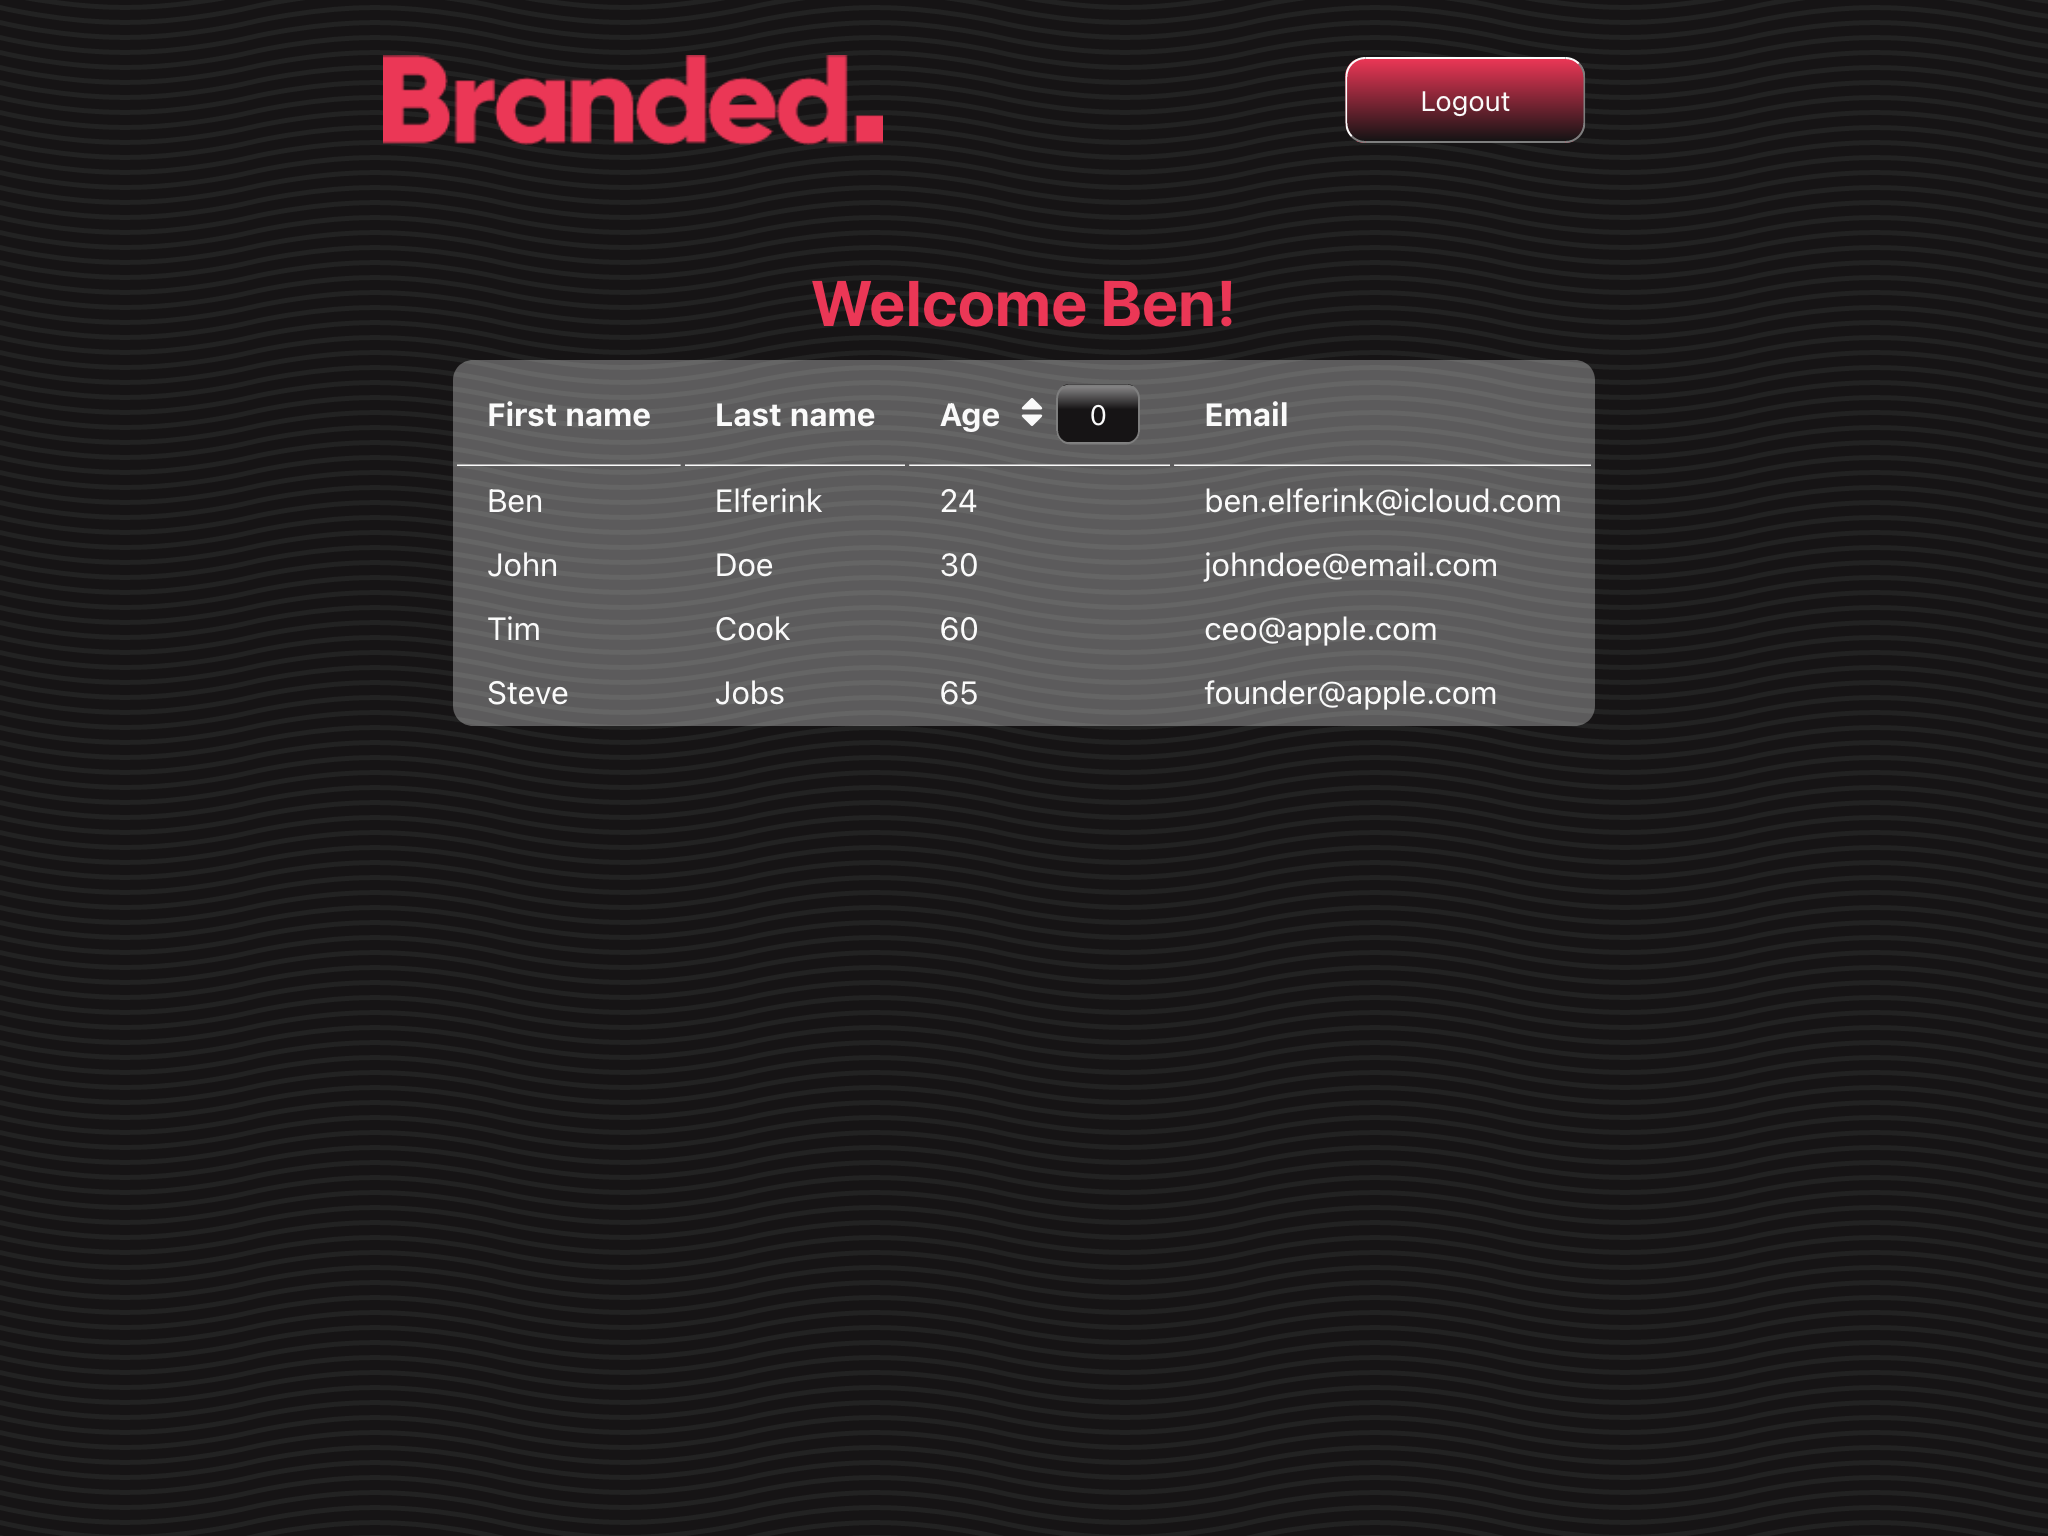 Branded.
Logout
Welcome Ben!
First name Last name Age 0 Email
Ben Elferink 24 ben.elferink@icloud.com
John Doe 30 johndoe@email.com
Tim Cook 60 ceo@apple.com
Steve Jobs 65 founder@apple.com